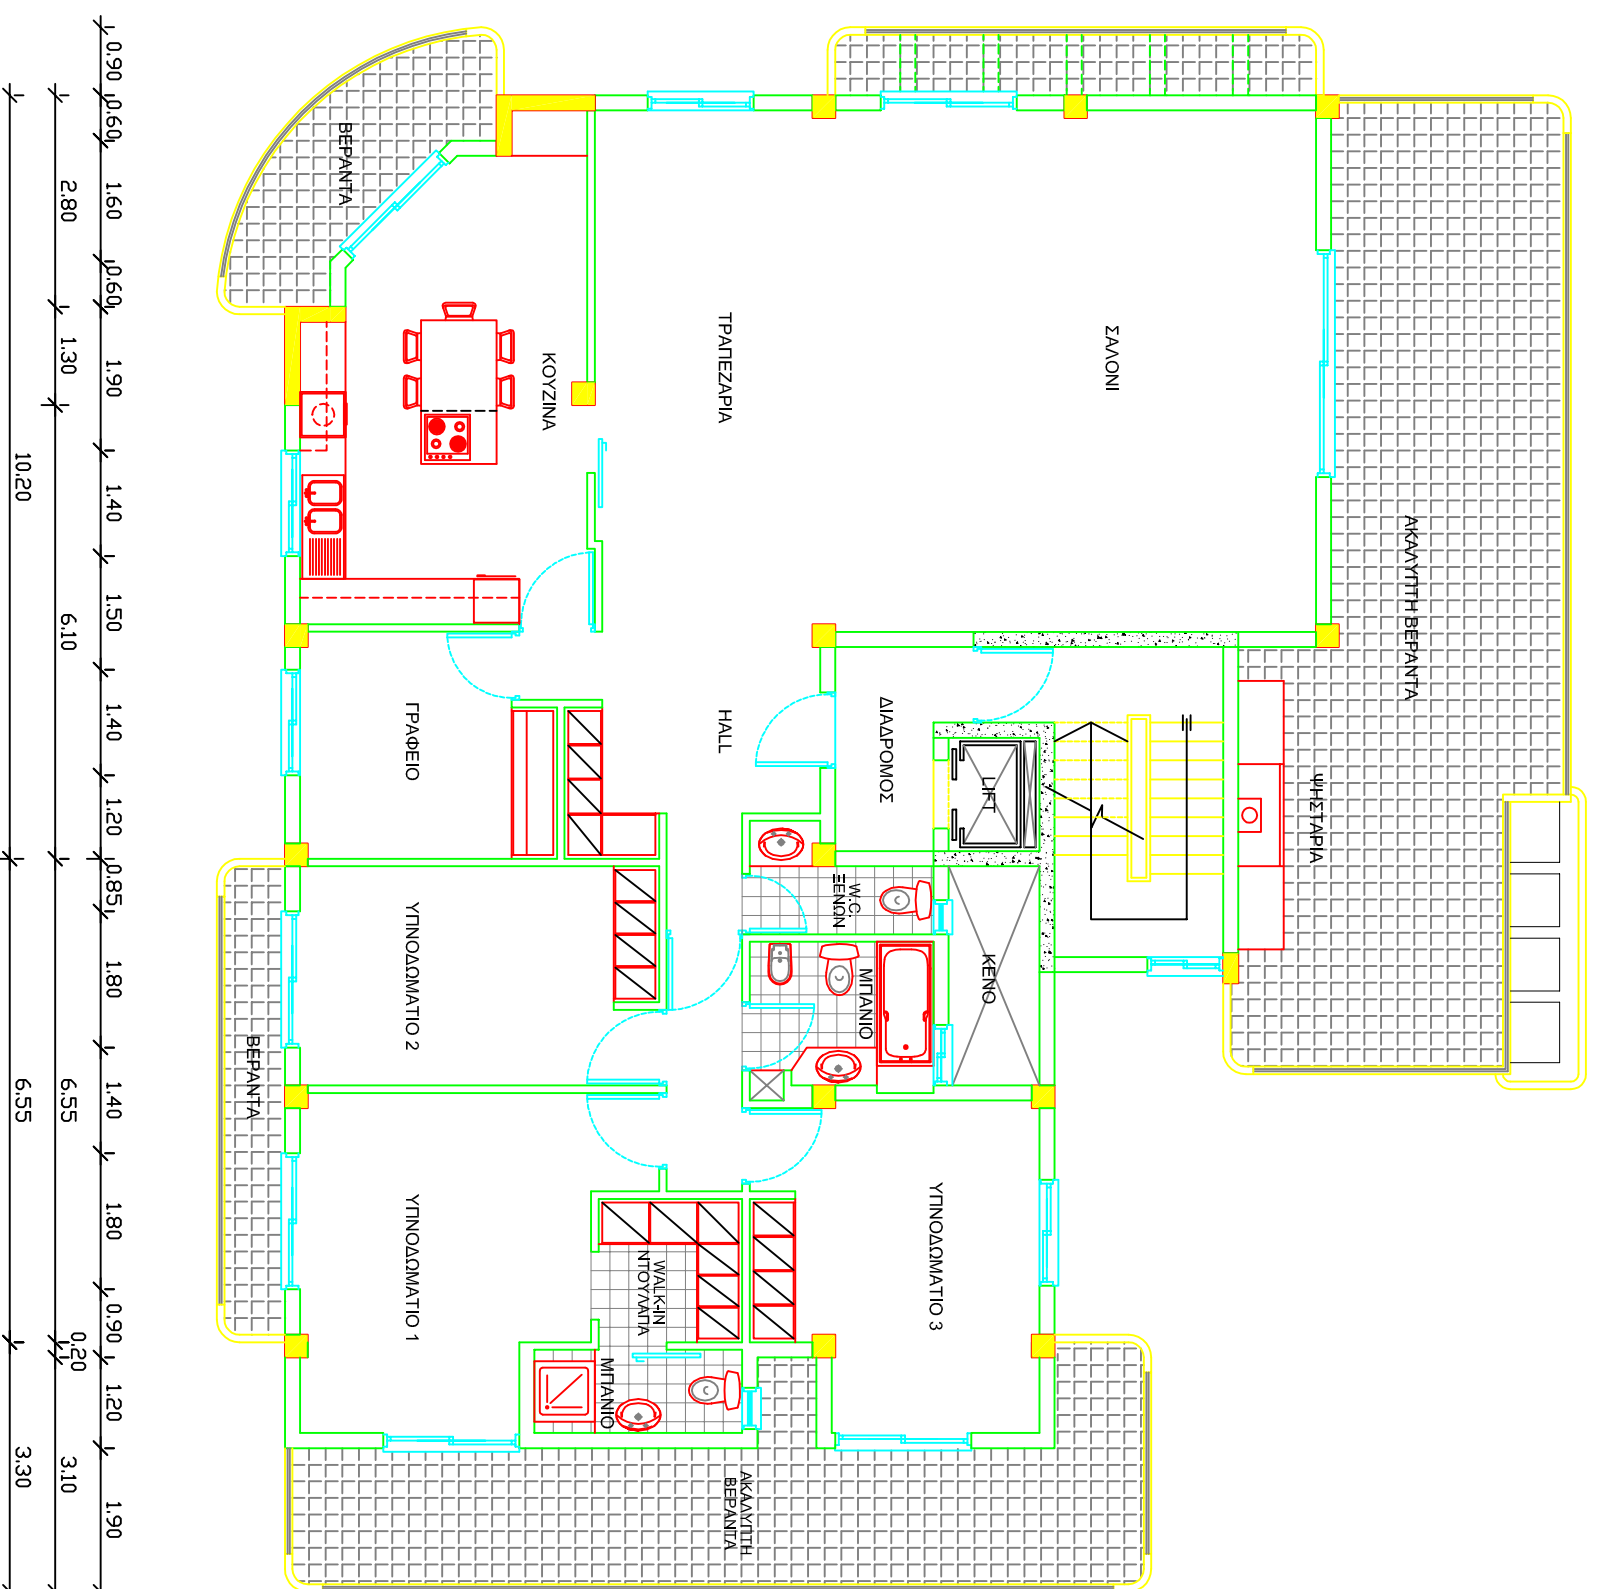 ΑΚΑΛΥΠΤΗ ΒΕΡΑΝΤΑ
ΨΗΣΤΑΡΙΑ
ΣΑΛΟΝΙ
LIFT
ΚΕΝΟ
ΥΠΝΟΔΩΜΑΤΙΟ 3
ΔΙΑΔΡΟΜΟΣ
ΜΠΑΝΙΟ
W.C.
ΞΕΝΩΝ
ΤΡΑΠΕΖΑΡΙΑ
HALL
ΑΚΑΛΥΠΤΗ
ΒΕΡΑΝΤΑ
WALK-IN
ΝΤΟΥΛΑΠΑ
ΜΠΑΝΙΟ
ΚΟΥΖΙΝΑ
ΓΡΑΦΕΙΟ
ΥΠΝΟΔΩΜΑΤΙΟ 2
ΥΠΝΟΔΩΜΑΤΙΟ 1
ΒΕΡΑΝΤΑ
ΒΕΡΑΝΤΑ
0.90 0.60 1.60 0.60 1.90 1.40 1.50 1.40 1.20 0.85 1.80 1.40 1.80 0.90 0.20 1.20 1.90
2.80 1.30 6.10 6.55 3.10
10.20 6.55 3.30